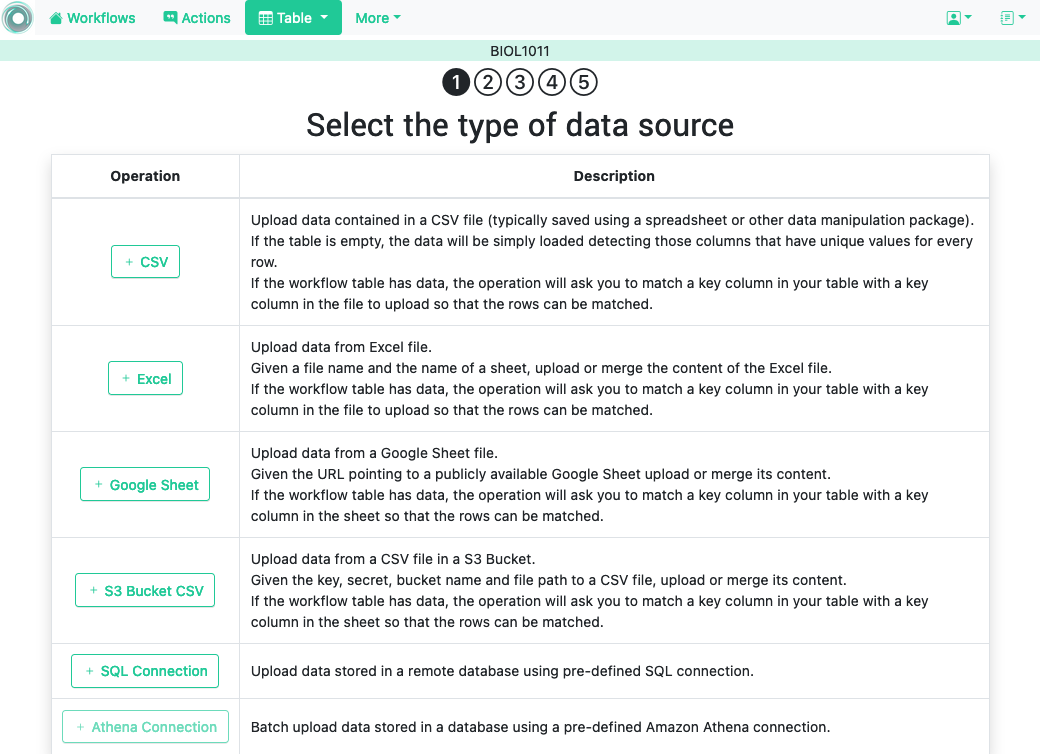 Workflows Actions Table More
BIOL1011
1 2 3 4 5
Select the type of data source
Operation Description
+ CSV
Upload data contained in a CSV file (typically saved using a spreadsheet or other data manipulation package).
If the table is empty, the data will be simply loaded detecting those columns that have unique values for every
row.
If the workflow table has data, the operation will ask you to match a key column in your table with a key
column in the file to upload so that the rows can be matched.
+ Excel
Upload data from Excel file.
Given a file name and the name of a sheet, upload or merge the content of the Excel file.
If the workflow table has data, the operation will ask you to match a key column in your table with a key
column in the file to upload so that the rows can be matched.
+ Google Sheet
Upload data from a Google Sheet file.
Given the URL pointing to a publicly available Google Sheet upload or merge its content.
If the workflow table has data, the operation will ask you to match a key column in your table with a key
column in the sheet so that the rows can be matched.
+ S3 Bucket CSV
Upload data from a CSV file in a S3 Bucket.
Given the key, secret, bucket name and file path to a CSV file, upload or merge its content.
If the workflow table has data, the operation will ask you to match a key column in your table with a key
column in the sheet so that the rows can be matched.
+ SQL Connection
Upload data stored in a remote database using pre-defined SQL connection.
+ Athena Connection
Batch upload data stored in a database using a pre-defined Amazon Athena connection.